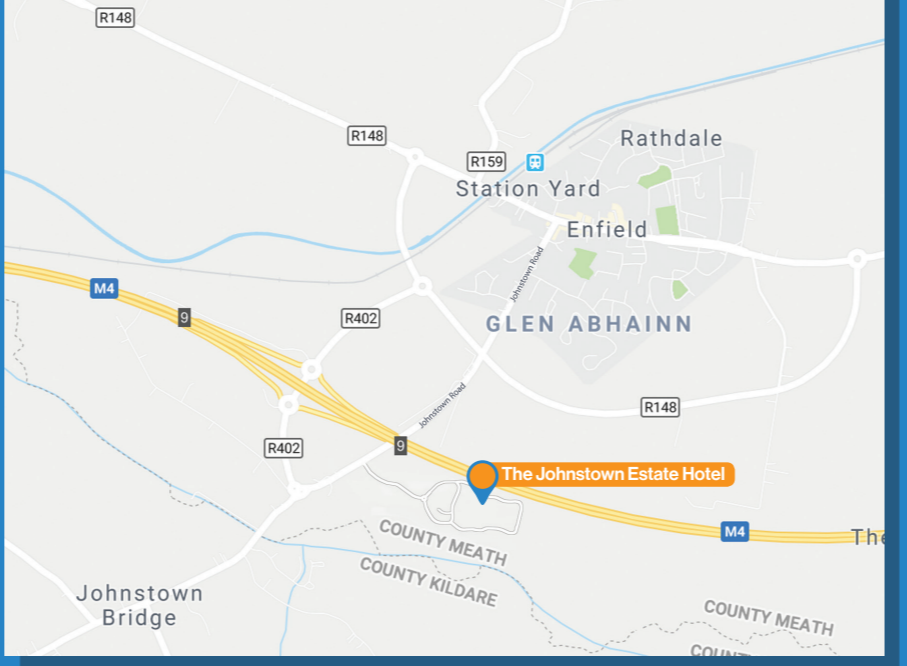 R148
R148
Rathdale
R159
Station Yard
Enfield
Johnstown Road
M4
9
R402
GLEN ABHAINN
Johnstown Road
R148
R402
9
The Johnstown Estate Hotel
COUNTY MEATH
M4
The
COUNTY KILDARE
Johnstown
Bridge
COUNTY MEATH